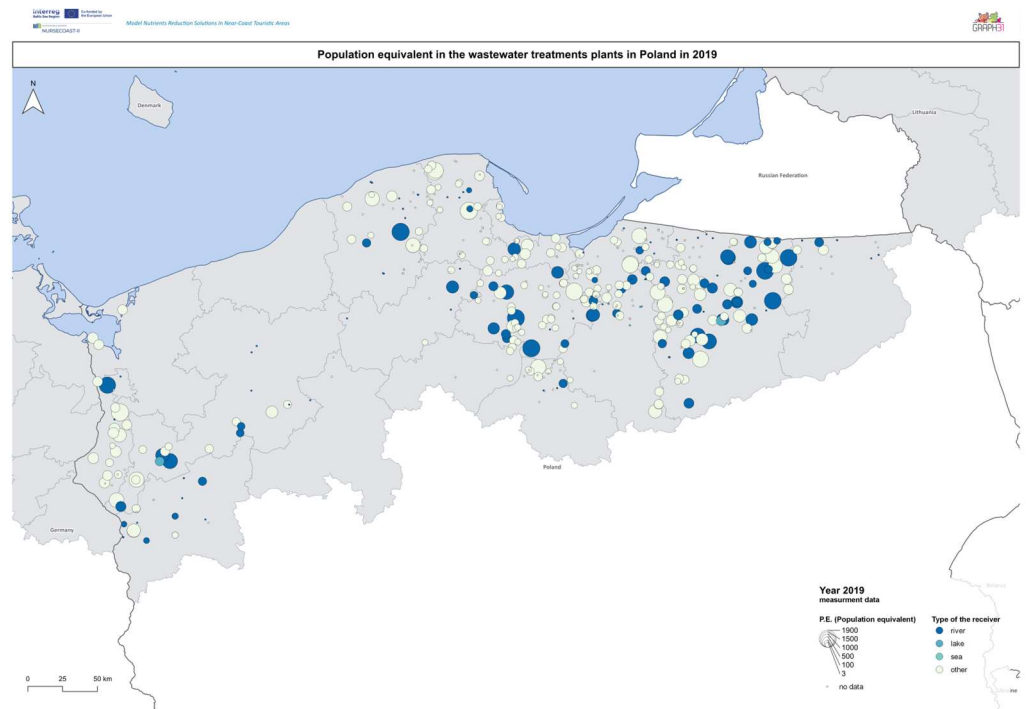 Interreg
Baltic Sea Region
Co-funded by
the European Union
NURSECOAST-II
Model Nutrients Reduction Solutions in Near-Coast Touristic Areas
GRAPH31
Population equivalent in the wastewater treatments plants in Poland in 2019
N
Denmark
Lithuania
Russian Federation
Poland
Germany
Belarus
Year 2019
measurment data
P.E. (Population equivalent)
1900
1500
1000
500
100
3
no data
Type of the receiver
river
lake
sea
other
0 25 50 km